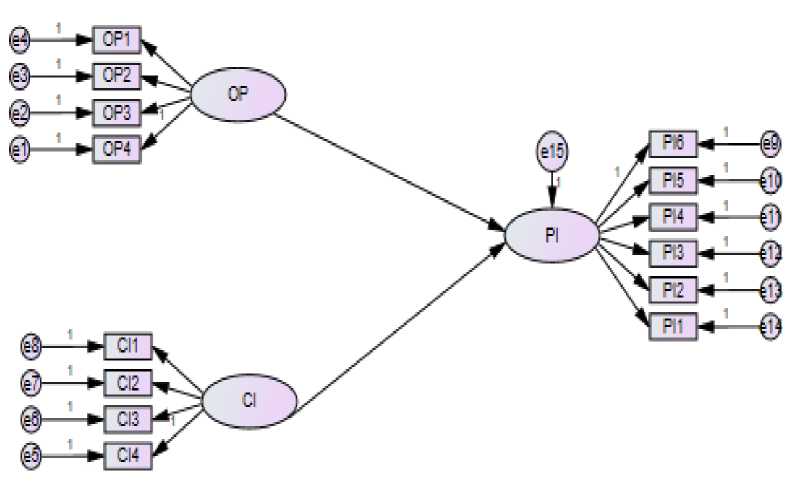 e4 1 OP1
e3 1 OP2
e2 1 OP3 1
e1 1 OP4
OP
e15
1
PI
1
PI6 1 e9
PI5 1 e10
PI4 1 e11
PI3 1 e12
PI2 1 e13
PI1 1 e14
e8 1 CI1
e7 1 CI2
e6 1 CI3 1
e5 1 CI4
CI